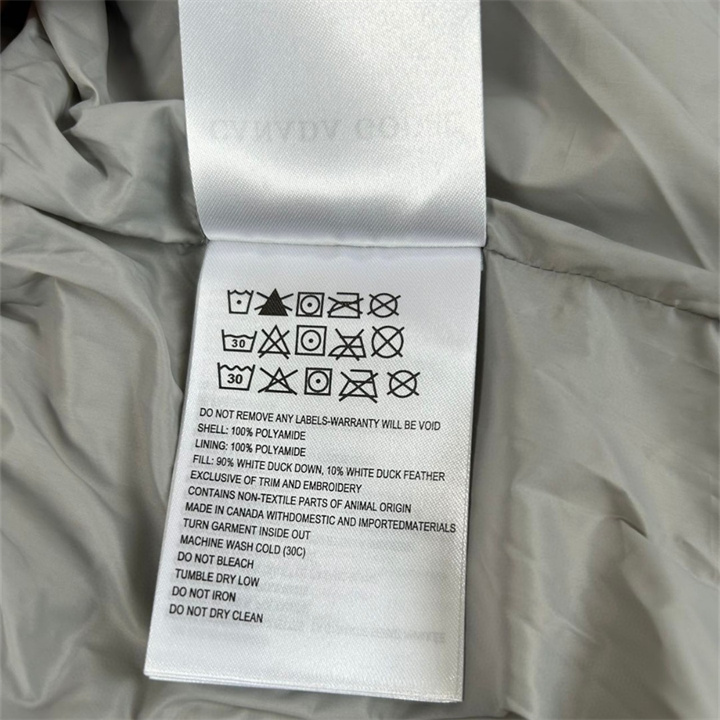 30
30
DO NOT REMOVE ANY LABELS-WARRANTY WILL BE VOID
SHELL: 100% POLYAMIDE
LINING: 100% POLYAMIDE
FILL: 90% WHITE DUCK DOWN, 10% WHITE DUCK FEATHER
EXCLUSIVE OF TRIM AND EMBROIDERY
CONTAINS NON-TEXTILE PARTS OF ANIMAL ORIGIN
MADE IN CANADA WITHDOMESTIC AND IMPORTEDMATERIALS
TURN GARMENT INSIDE OUT
MACHINE WASH COLD (30C)
DO NOT BLEACH
TUMBLE DRY LOW
DO NOT IRON
DO NOT DRY CLEAN